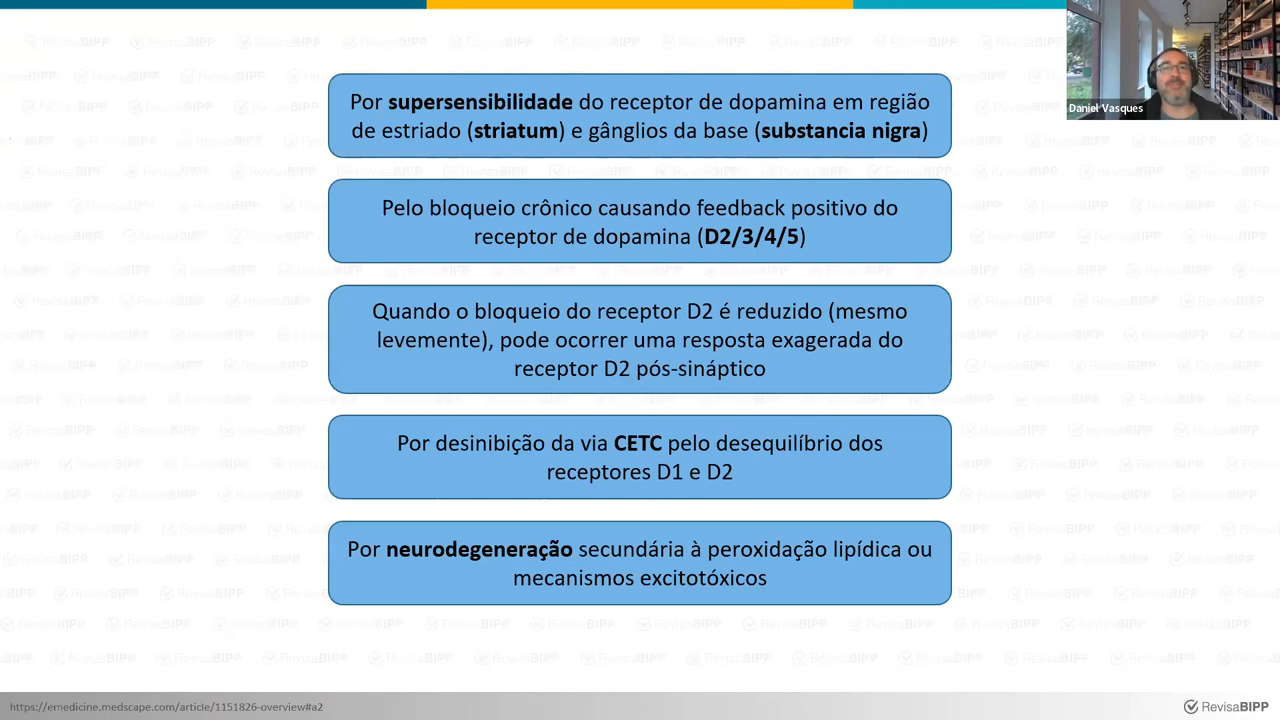 Daniel Vasques
Por supersensibilidade do receptor de dopamina em região
de estriado (striatum) e gânglios da base (substancia nigra)
Pelo bloqueio crônico causando feedback positivo do
receptor de dopamina (D2/3/4/5)
Quando o bloqueio do receptor D2 é reduzido (mesmo
levemente), pode ocorrer uma resposta exagerada do
receptor D2 pós-sináptico
Por desinibição da via CETC pelo desequilíbrio dos
receptores D1 e D2
Por neurodegeneração secundária à peroxidação lipídica ou
mecanismos excitotóxicos
https://emedicine.medscape.com/article/1151826-overview#a2
RevisaBIPP